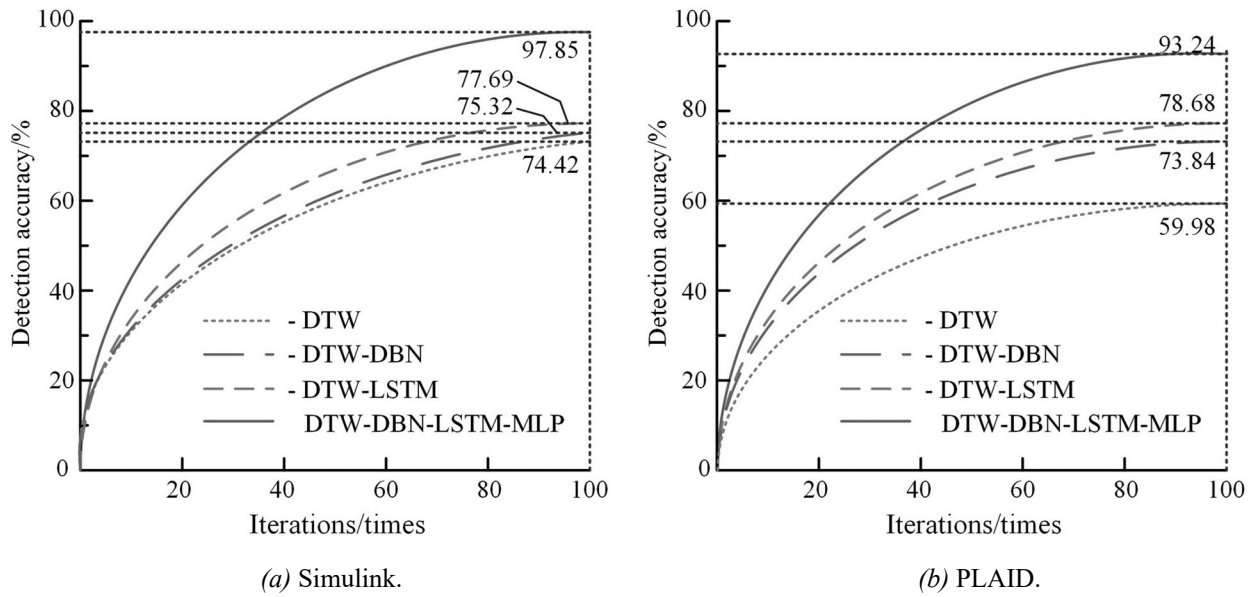 100
80
60
40
20
0
Detection accuracy/%
97.85
77.69
75.32
74.42
- DTW
- DTW-DBN
- DTW-LSTM
DTW-DBN-LSTM-MLP
20 40 60 80 100
Iterations/times
(a) Simulink.
100
80
60
40
20
0
Detection accuracy/%
93.24
78.68
73.84
59.98
- DTW
- DTW-DBN
- DTW-LSTM
DTW-DBN-LSTM-MLP
20 40 60 80 100
Iterations/times
(b) PLAID.